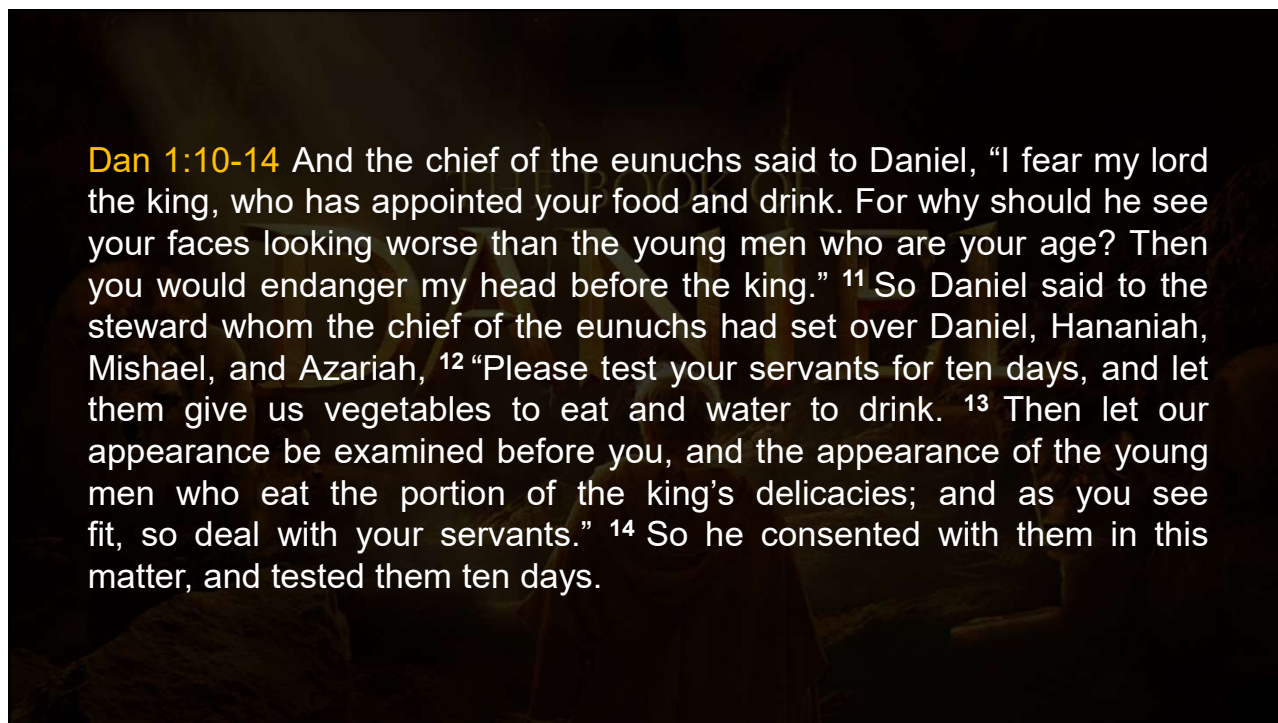 THE BOOK OF
DANIEL
Dan 1:10-14 And the chief of the eunuchs said to Daniel, “I fear my lord
the king, who has appointed your food and drink. For why should he see
your faces looking worse than the young men who are your age? Then
you would endanger my head before the king.” 11 So Daniel said to the
steward whom the chief of the eunuchs had set over Daniel, Hananiah,
Mishael, and Azariah, 12 “Please test your servants for ten days, and let
them give us vegetables to eat and water to drink. 13 Then let our
appearance be examined before you, and the appearance of the young
men who eat the portion of the king’s delicacies; and as you see
fit, so deal with your servants.” 14 So he consented with them in this
matter, and tested them ten days.